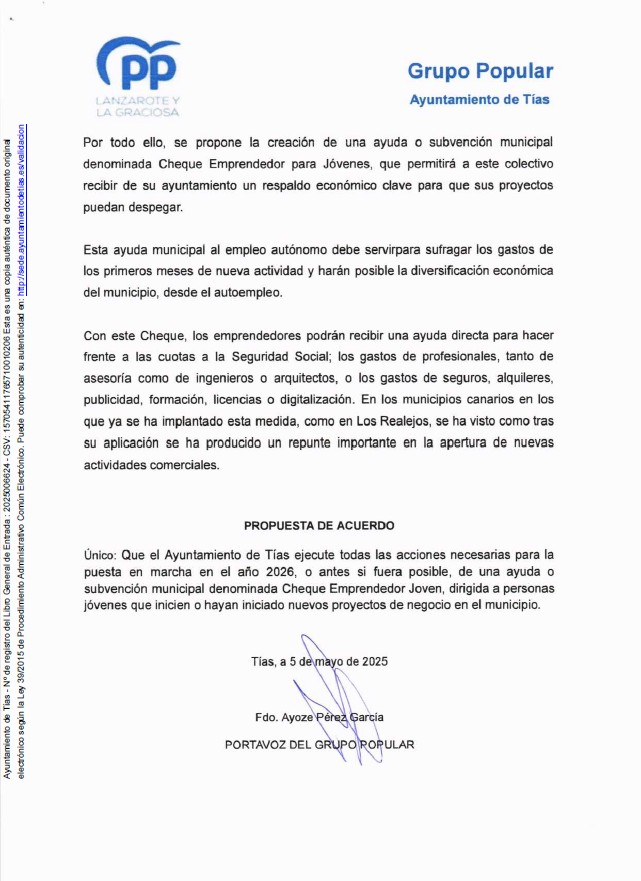 PP
LANZAROTE Y
LA GRACIOSA
Grupo Popular
Ayuntamiento de Tías
Por todo ello, se propone la creación de una ayuda o subvención municipal
denominada Cheque Emprendedor para Jóvenes, que permitirá a este colectivo
recibir de su ayuntamiento un respaldo económico clave para que sus proyectos
puedan despegar.
Esta ayuda municipal al empleo autónomo debe servirpara sufragar los gastos de
los primeros meses de nueva actividad y harán posible la diversificación económica
del municipio, desde el autoempleo.
Con este Cheque, los emprendedores podrán recibir una ayuda directa para hacer
frente a las cuotas a la Seguridad Social; los gastos de profesionales, tanto de
asesoría como de ingenieros o arquitectos, o los gastos de seguros, alquileres,
publicidad, formación, licencias o digitalización. En los municipios canarios en los
que ya se ha implantado esta medida, como en Los Realejos, se ha visto como tras
su aplicación se ha producido un repunte importante en la apertura de nuevas
actividades comerciales.
PROPUESTA DE ACUERDO
Único: Que el Ayuntamiento de Tías ejecute todas las acciones necesarias para la
puesta en marcha en el año 2026, o antes si fuera posible, de una ayuda o
subvención municipal denominada Cheque Emprendedor Joven, dirigida a personas
jóvenes que inicien o hayan iniciado nuevos proyectos de negocio en el municipio.
Tías, a 5 de mayo de 2025
Fdo. Ayoze Pérez García
PORTAVOZ DEL GRUPO POPULAR
Ayuntamiento de Tías - Nº de registro del Libro General de Entrada : 2025006624 - CSV: 15705411765710010206 Esta es una copia auténtica de documento original
electrónico según la Ley 39/2015 de Procedimiento Administrativo Común Electrónico. Puede comprobar su autenticidad en: http://sede.ayuntamientodetias.es/validacion